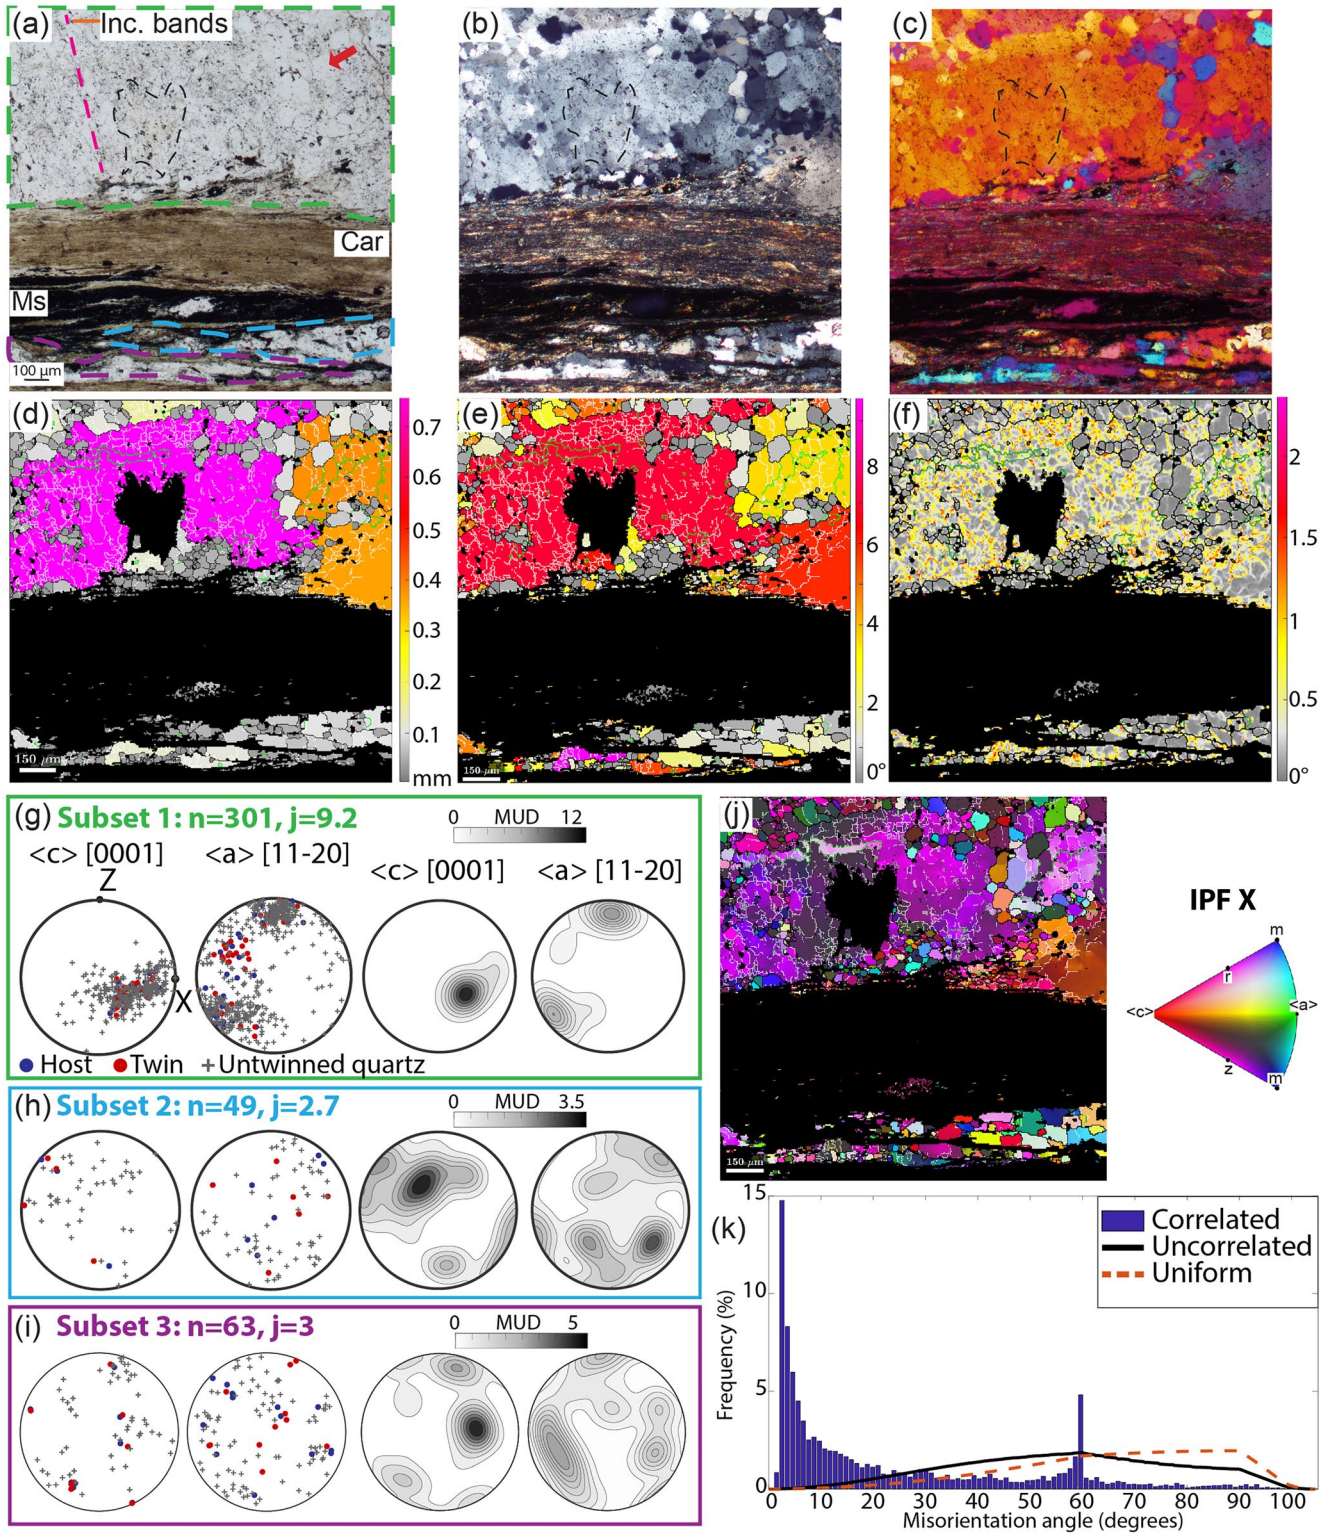 (a)
Inc. bands
Car
Ms
100 μm
(b)
(c)
(d)
0.7
0.6
0.5
0.4
0.3
0.2
0.1
mm
150 μm
(e)
8
6
4
2
0°
150 μm
(f)
2
1.5
1
0.5
0°
(g) Subset 1: n=301, j=9.2
0 MUD 12
<c> [0001] <a> [11-20] <c> [0001] <a> [11-20]
Z
X
Host Twin Untwinned quartz
(h) Subset 2: n=49, j=2.7
0 MUD 3.5
(i) Subset 3: n=63, j=3
0 MUD 5
(j)
150 μm
IPF X
m
r
<c>
<a>
z
m
(k)
15
10
5
0
Frequency (%)
Correlated
Uncorrelated
Uniform
0 10 20 30 40 50 60 70 80 90 100
Misorientation angle (degrees)